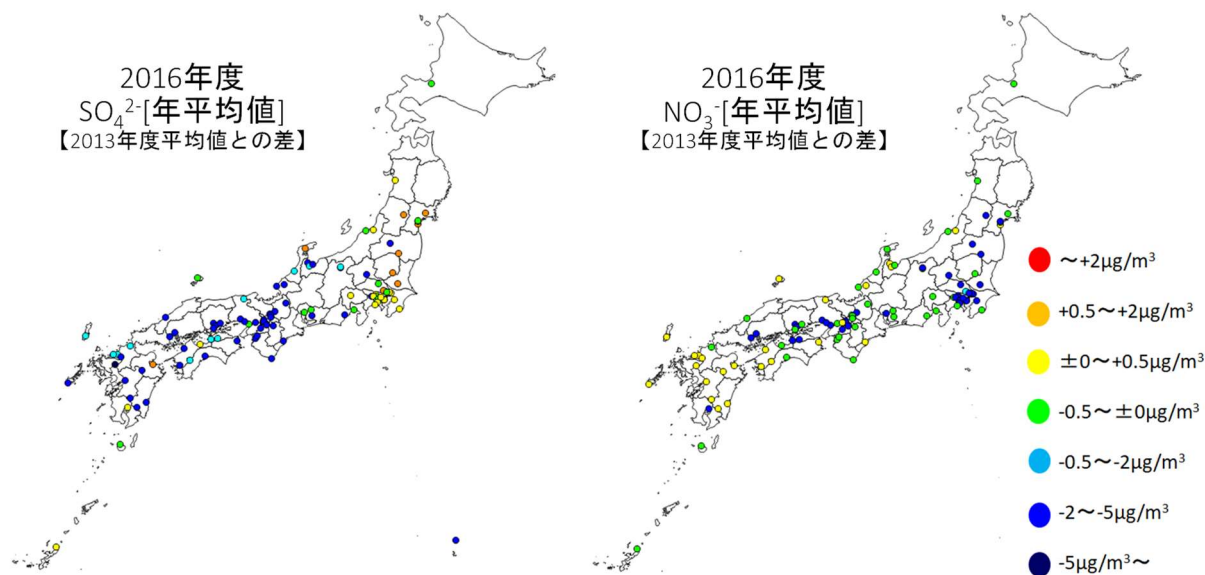 2016年度
SO₄²⁻[年平均値]
【2013年度平均値との差】
2016年度
NO₃⁻[年平均値]
【2013年度平均値との差】
～+2μg/m³
+0.5～+2μg/m³
±0～+0.5μg/m³
-0.5～±0μg/m³
-0.5～-2μg/m³
-2～-5μg/m³
-5μg/m³～